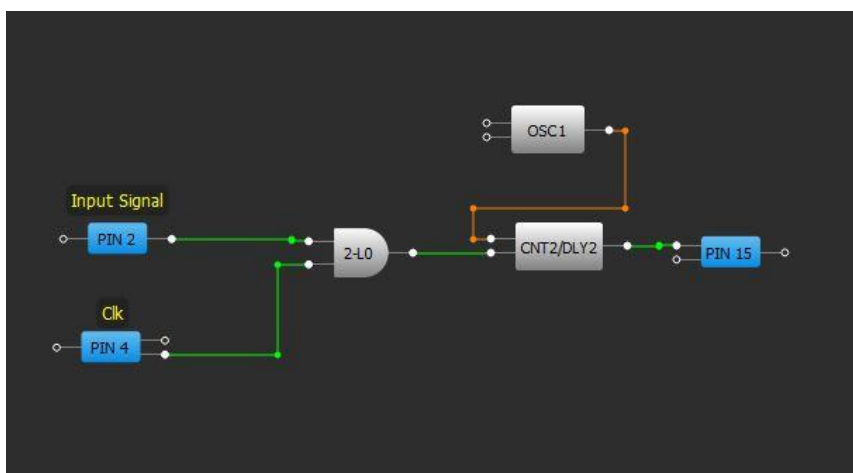 OSC1
Input Signal
PIN 2
2-L0
CNT2/DLY2
PIN 15
Clk
PIN 4